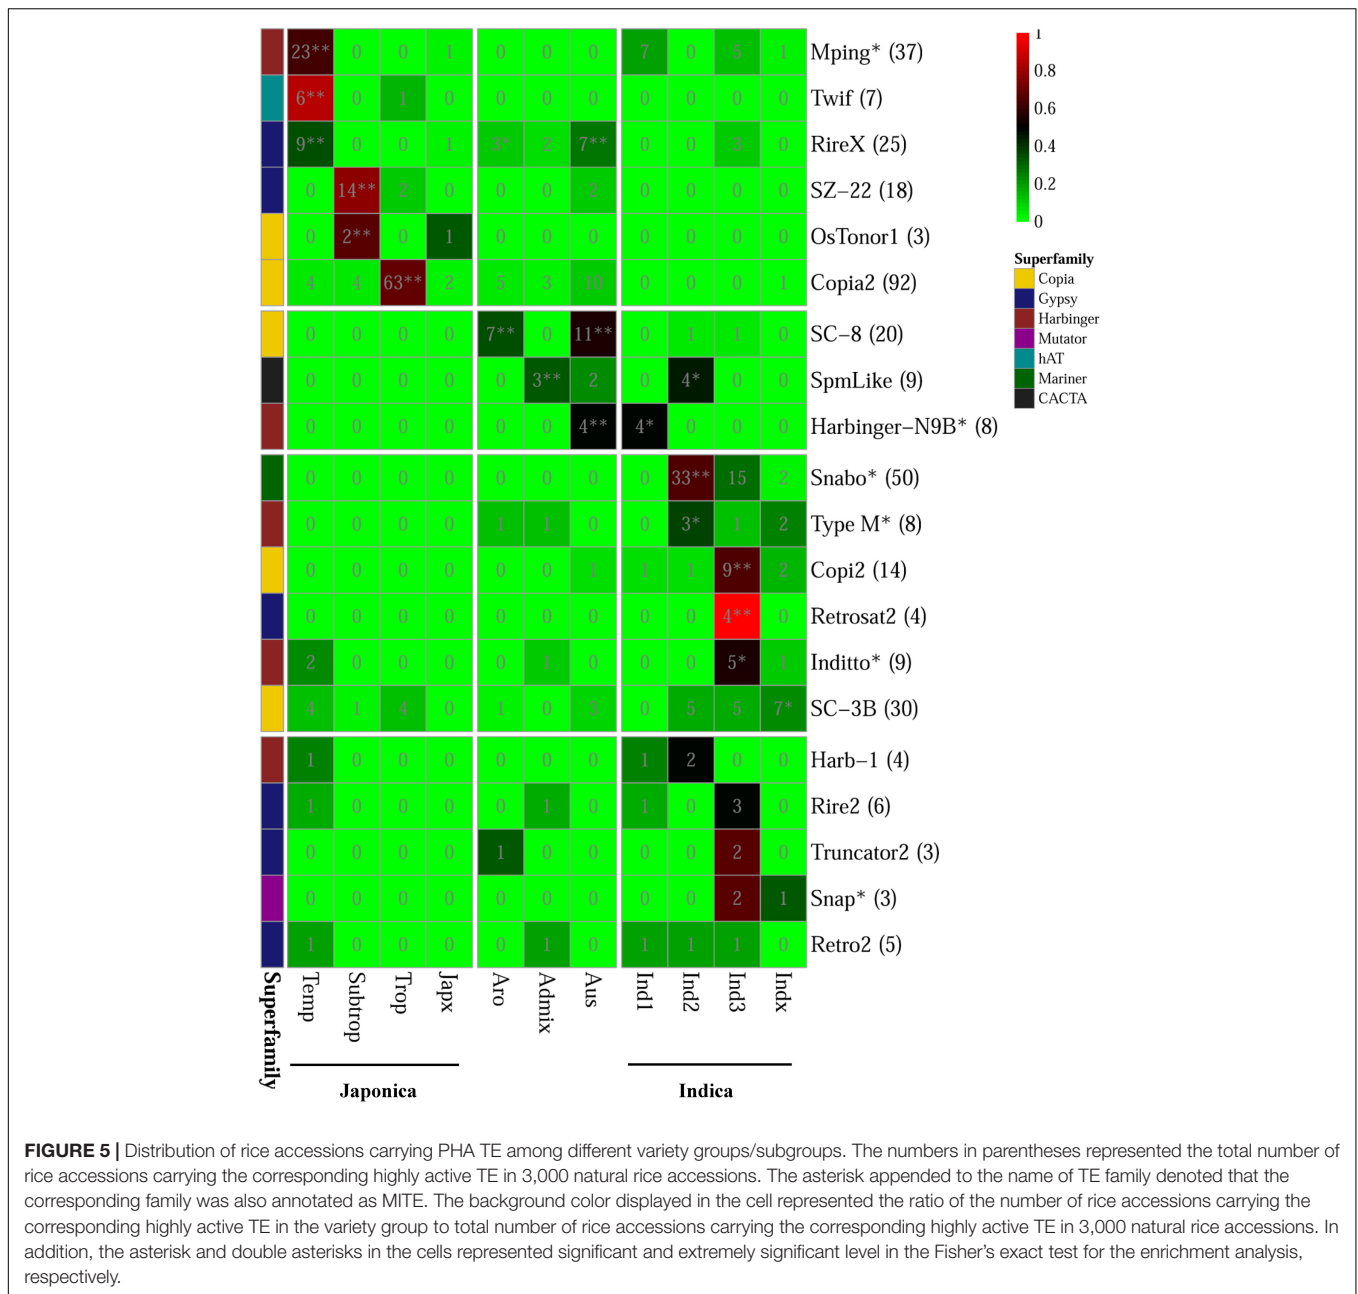 23** 0 0 1 0 0 0 7 0 5 1 Mping* (37)
6** 0 1 0 0 0 0 0 0 0 0 Twif (7)
9** 0 0 1 3* 2 7** 0 0 3 0 RireX (25)
0 14** 2 0 0 0 2 0 0 0 0 SZ−22 (18)
0 2** 0 1 0 0 0 0 0 0 0 OsTonor1 (3)
4 4 63** 2 5 3 10 0 0 0 1 Copia2 (92)
0 0 0 0 7** 0 11** 0 1 1 0 SC−8 (20)
0 0 0 0 0 3** 2 0 4* 0 0 SpmLike (9)
0 0 0 0 0 0 4** 4* 0 0 0 Harbinger−N9B* (8)
0 0 0 0 0 0 0 0 33** 15 2 Snabo* (50)
0 0 0 0 1 1 0 0 3* 1 2 Type M* (8)
0 0 0 0 0 0 1 1 1 9** 2 Copi2 (14)
0 0 0 0 0 0 0 0 0 4** 0 Retrosat2 (4)
2 0 0 0 0 1 0 0 0 5* 1 Inditto* (9)
4 1 4 0 1 0 3 0 5 5 7* SC−3B (30)
1 0 0 0 0 0 0 1 2 0 0 Harb−1 (4)
1 0 0 0 0 1 0 1 0 3 0 Rire2 (6)
0 0 0 0 1 0 0 0 0 2 0 Truncator2 (3)
0 0 0 0 0 0 0 0 0 2 1 Snap* (3)
1 0 0 0 0 1 0 1 1 1 0 Retro2 (5)
Superfamily Temp Subtrop Trop Japx Aro Admix Aus Ind1 Ind2 Ind3 Indx
Japonica Indica
1
0.8
0.6
0.4
0.2
0
Superfamily
Copia
Gypsy
Harbinger
Mutator
hAT
Mariner
CACTA
FIGURE 5 | Distribution of rice accessions carrying PHA TE among different variety groups/subgroups. The numbers in parentheses represented the total number of
rice accessions carrying the corresponding highly active TE in 3,000 natural rice accessions. The asterisk appended to the name of TE family denoted that the
corresponding family was also annotated as MITE. The background color displayed in the cell represented the ratio of the number of rice accessions carrying the
corresponding highly active TE in the variety group to total number of rice accessions carrying the corresponding highly active TE in 3,000 natural rice accessions. In
addition, the asterisk and double asterisks in the cells represented significant and extremely significant level in the Fisher's exact test for the enrichment analysis,
respectively.